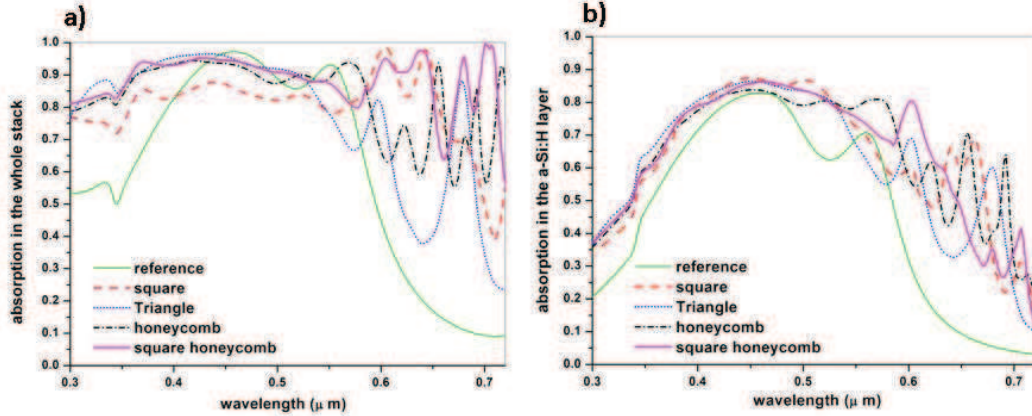 a)
absorption in the whole stack
1.0
0.9
0.8
0.7
0.6
0.5
0.4
0.3
0.2
0.1
0.0
reference
square
Triangle
honeycomb
square honeycomb
0.3 0.4 0.5 0.6 0.7
wavelength (μ m)
b)
absorption in the a-Si:H layer
1.0
0.9
0.8
0.7
0.6
0.5
0.4
0.3
0.2
0.1
0.0
reference
square
Triangle
honeycomb
square honeycomb
0.3 0.4 0.5 0.6 0.7
wavelength (μ m)